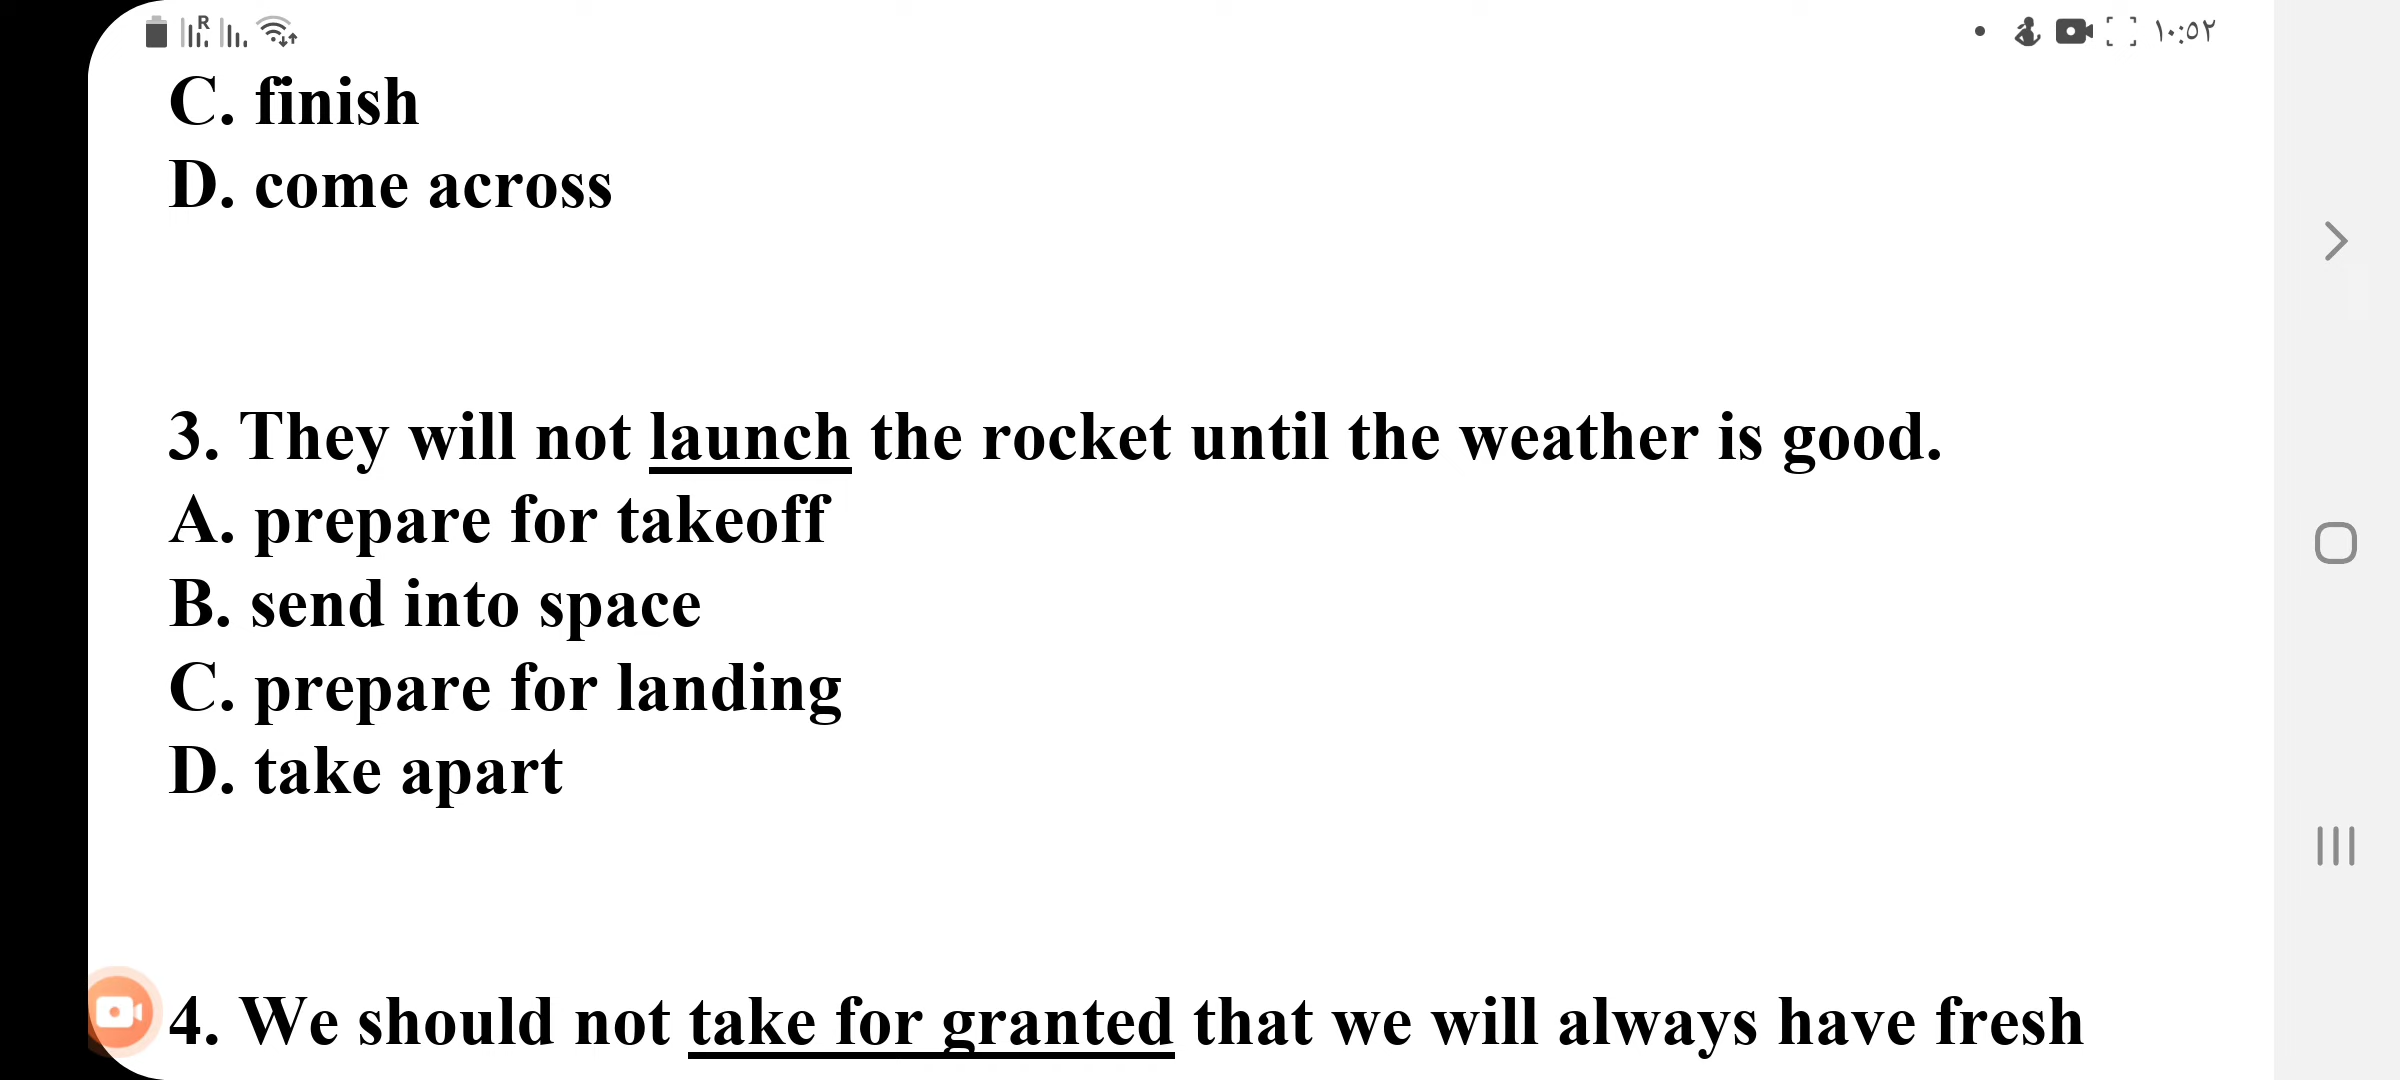 R ١٠:٥٢
C. finish
D. come across
3. They will not launch the rocket until the weather is good.
A. prepare for takeoff
B. send into space
C. prepare for landing
D. take apart
4. We should not take for granted that we will always have fresh